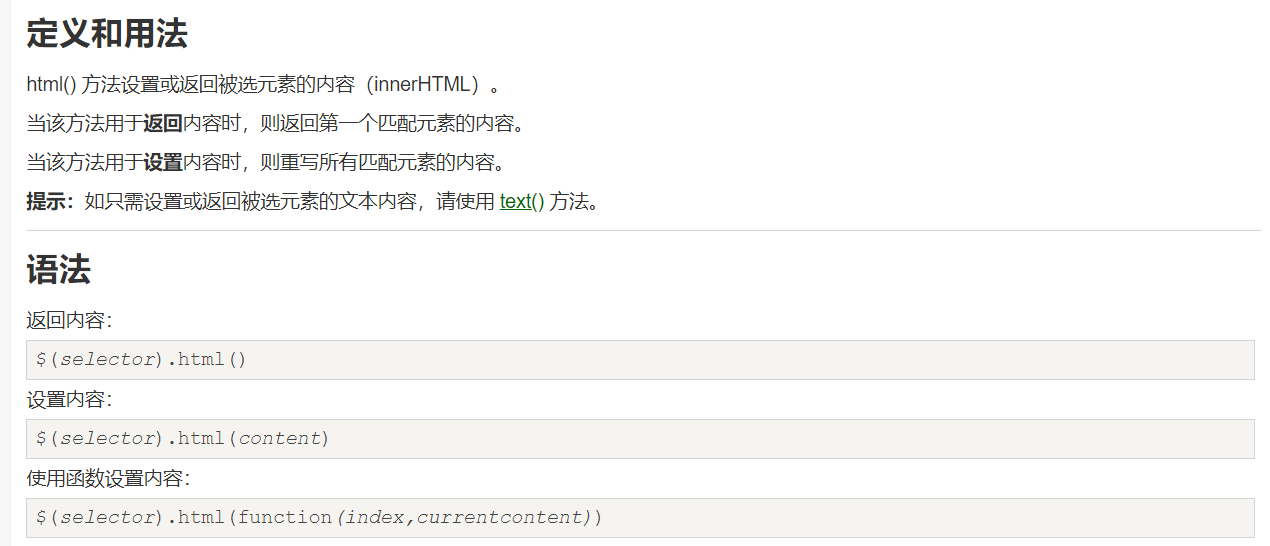 定义和用法
html() 方法设置或返回被选元素的内容（innerHTML）。
当该方法用于返回内容时，则返回第一个匹配元素的内容。
当该方法用于设置内容时，则重写所有匹配元素的内容。
提示：如只需设置或返回被选元素的文本内容，请使用 text() 方法。
语法
返回内容：
$(selector).html()
设置内容：
$(selector).html(content)
使用函数设置内容：
$(selector).html(function(index,currentcontent))